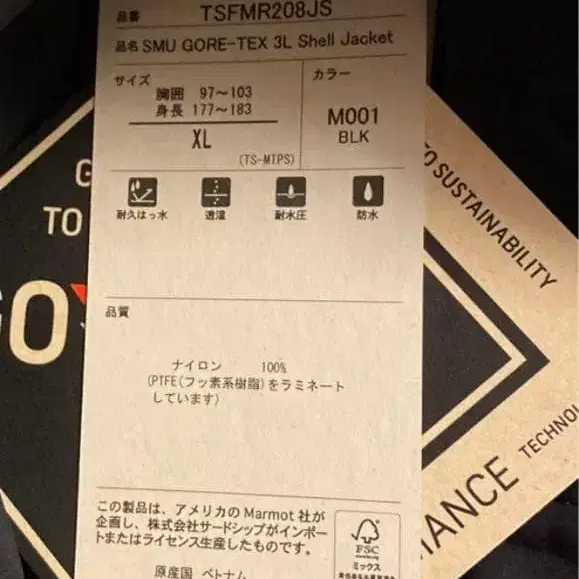 品番 TSFMR208JS
品名 SMU GORE-TEX 3L Shell Jacket
サイズ
胸囲 97〜103
身長 177〜183
XL
(TS-MTPS)
カラー
M001
BLK
耐久はっ水 透湿 耐水圧 防水
品質
ナイロン 100%
(PTFE(フッ素系樹脂)をラミネート
しています)
この製品は、アメリカのMarmot社が
企画し、株式会社サードシップがインポー
トまたはライセンス生産したものです。
原産国 ベトナム
FSC
ミックス
G
TO
GO
TO SUSTAINABILITY
MANCE
TECHNOL